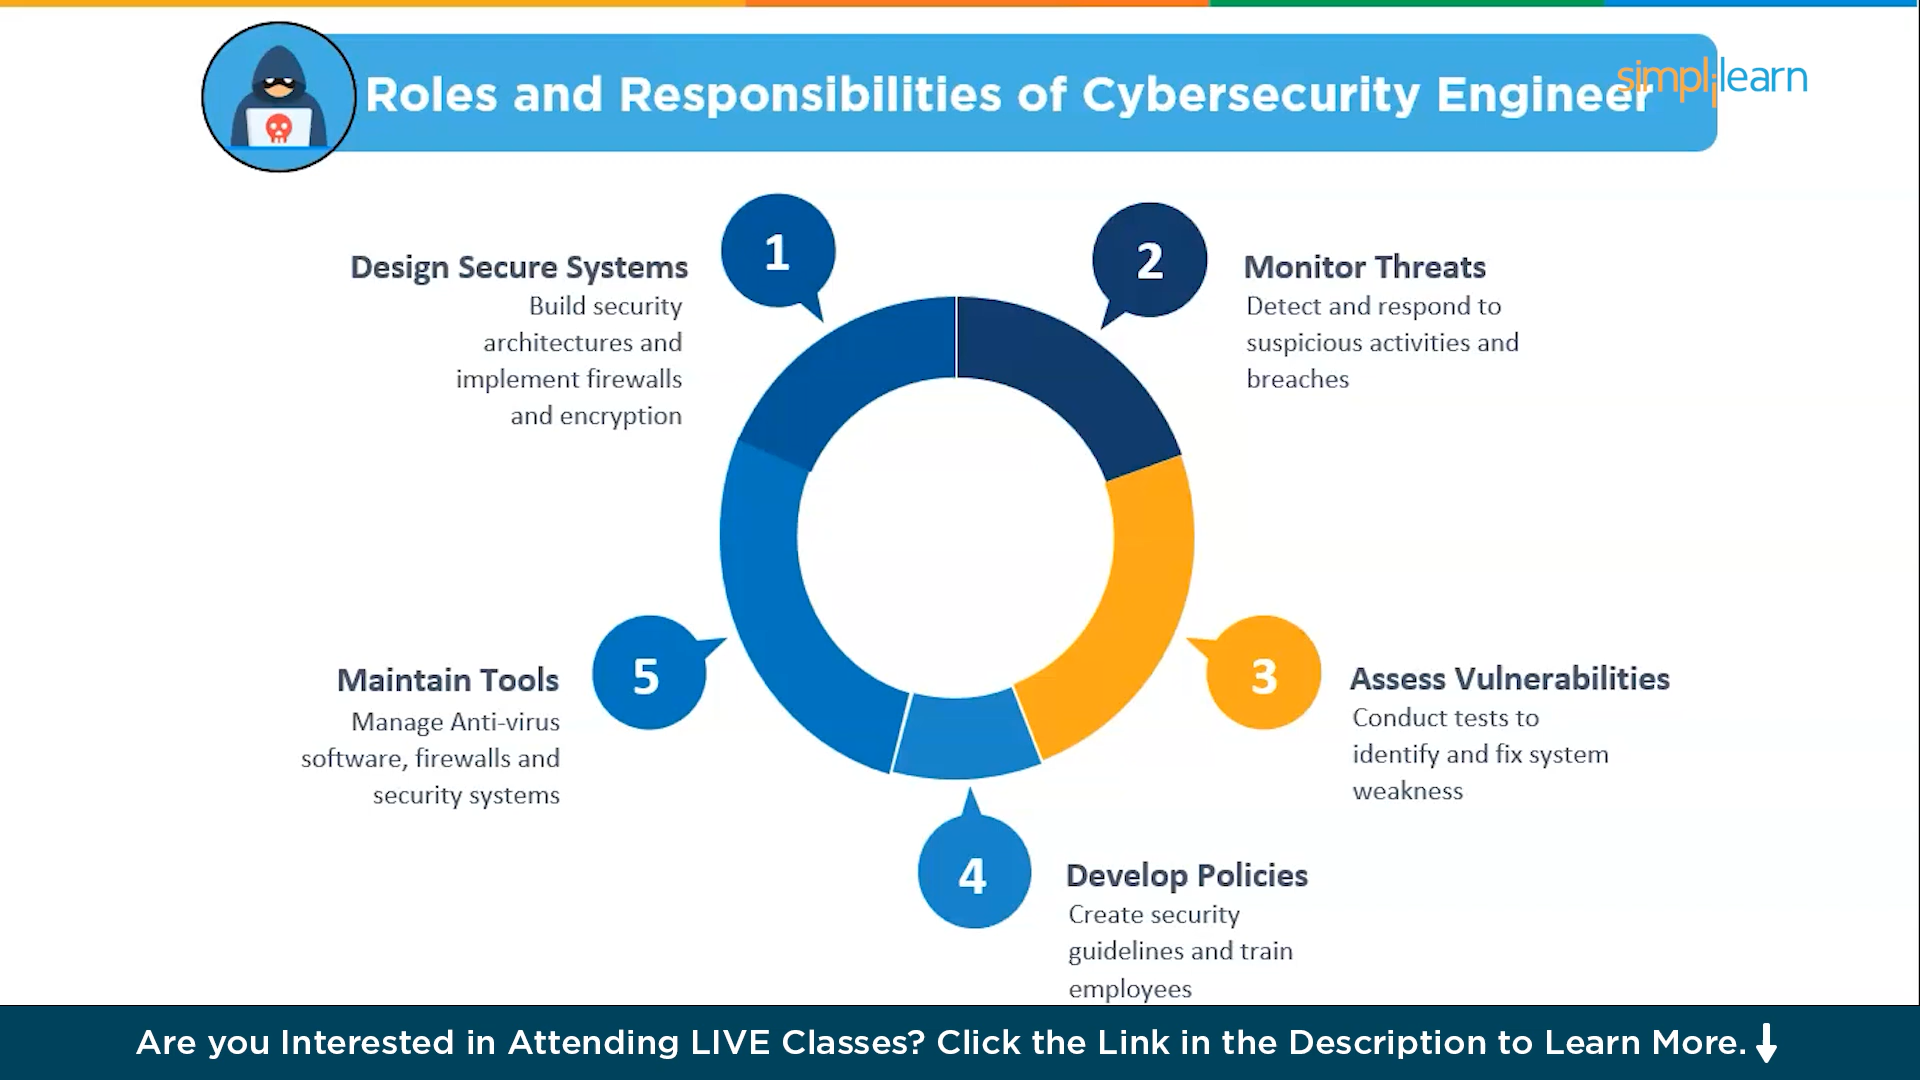 Roles and Responsibilities of Cybersecurity Engineer
simplilearn
1
Design Secure Systems
Build security
architectures and
implement firewalls
and encryption
2
Monitor Threats
Detect and respond to
suspicious activities and
breaches
3
Assess Vulnerabilities
Conduct tests to
identify and fix system
weakness
4
Develop Policies
Create security
guidelines and train
employees
5
Maintain Tools
Manage Anti-virus
software, firewalls and
security systems
Are you Interested in Attending LIVE Classes? Click the Link in the Description to Learn More.